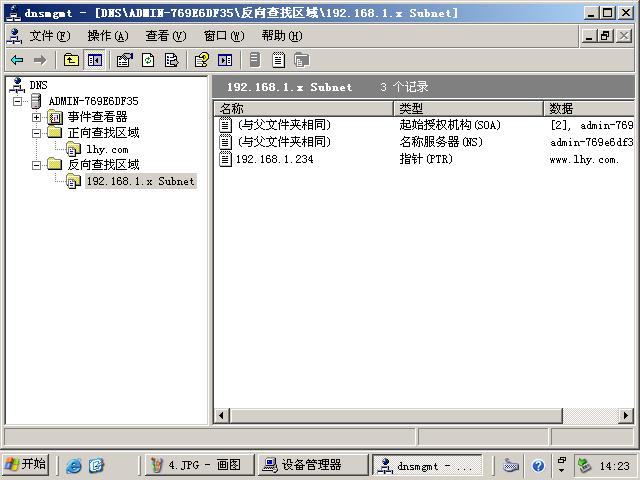 dnsmgmt - [DNS\ADMIN-769E6DF35\反向查找区域\192.168.1.x Subnet]
文件(F) 操作(A) 查看(V) 窗口(W) 帮助(H)
DNS
ADMIN-769E6DF35
事件查看器
正向查找区域
lhy.com
反向查找区域
192.168.1.x Subnet
192.168.1.x Subnet 3 个记录
名称 类型 数据
(与父文件夹相同) 起始授权机构(SOA) [2], admin-769
(与父文件夹相同) 名称服务器(NS) admin-769e6df3
192.168.1.234 指针(PTR) www.lhy.com.
开始 4.JPG - 画图 设备管理器 dnsmgmt - ... 14:23